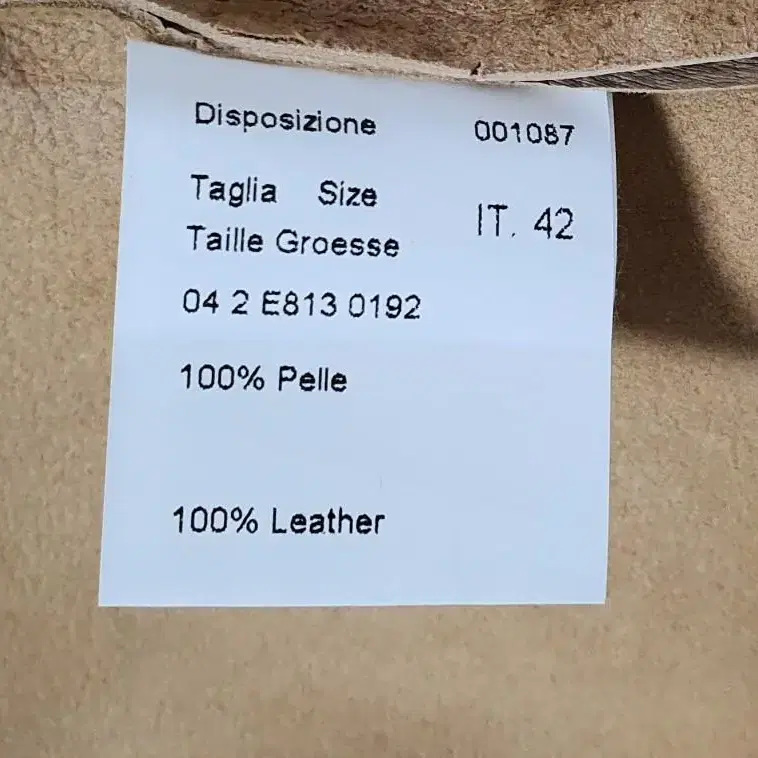 Disposizione 001087
Taglia Size
IT. 42
Taille Groesse
04 2 E813 0192
100% Pelle
100% Leather